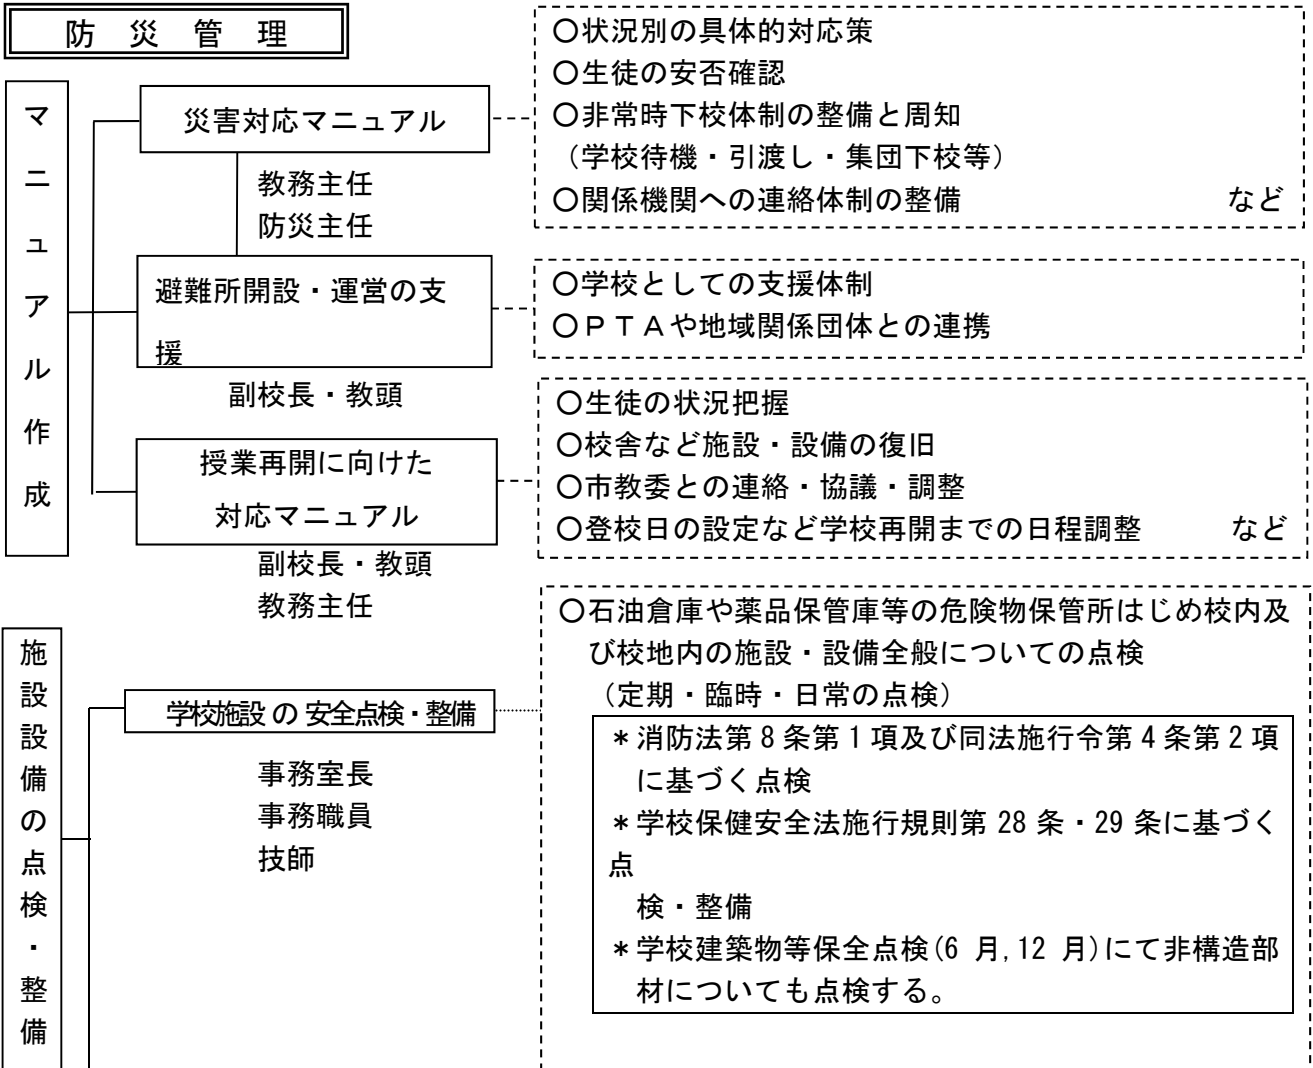 防　災　管　理
マニュアル作成
災害対応マニュアル
教務主任
防災主任
○状況別の具体的対応策
○生徒の安否確認
○非常時下校体制の整備と周知
（学校待機・引渡し・集団下校等）
○関係機関への連絡体制の整備　など
避難所開設・運営の支
援
副校長・教頭
○学校としての支援体制
○ＰＴＡや地域関係団体との連携
授業再開に向けた
対応マニュアル
副校長・教頭
教務主任
○生徒の状況把握
○校舎など施設・設備の復旧
○市教委との連絡・協議・調整
○登校日の設定など学校再開までの日程調整　など
施設設備の点検・整備
学校施設の安全点検・整備
事務室長
事務職員
技師
○石油倉庫や薬品保管庫等の危険物保管所はじめ校内及
び校地内の施設・設備全般についての点検
（定期・臨時・日常の点検）
＊消防法第8条第1項及び同法施行令第4条第2項
に基づく点検
＊学校保健安全法施行規則第28条・29条に基づく
点
検・整備
＊学校建築物等保全点検(6 月,12 月)にて非構造部
材についても点検する。